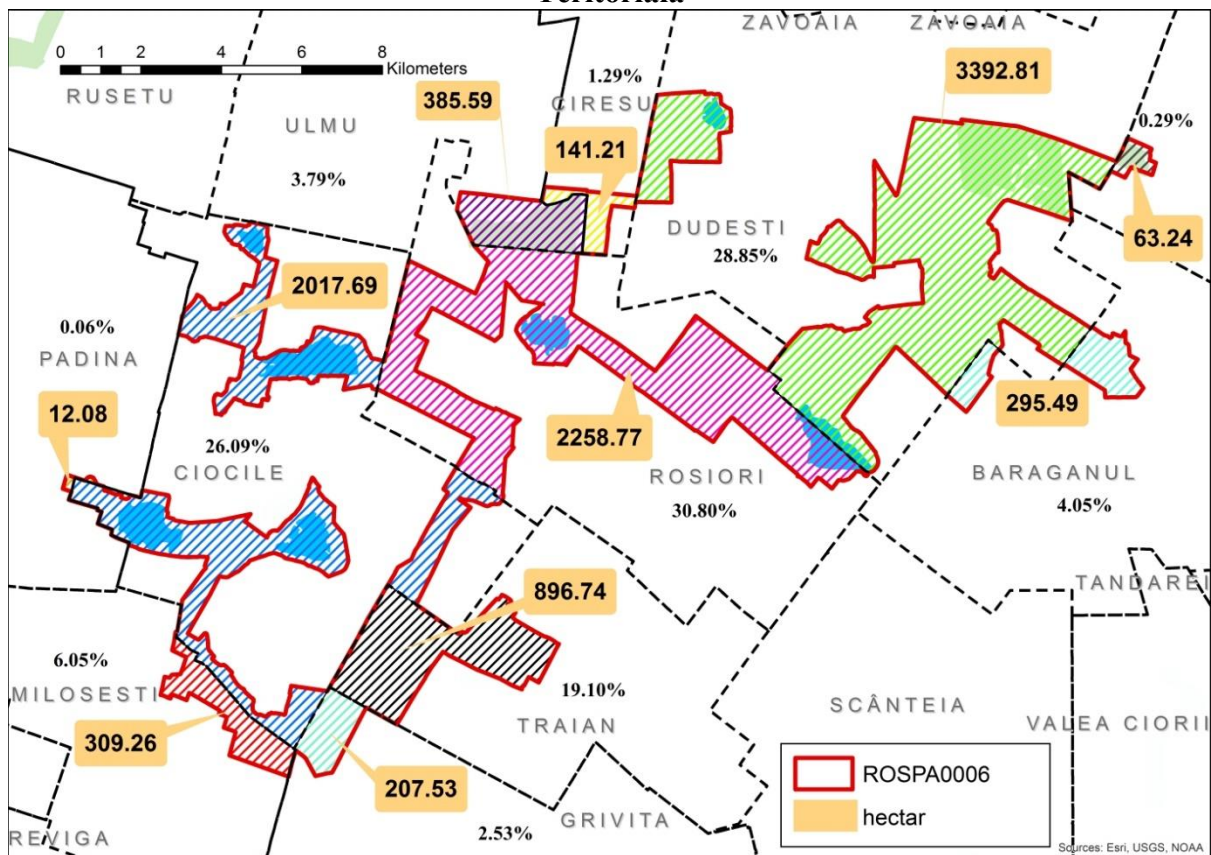 Teritoriala
0 1 2 4 6 8
Kilometers
RUSETU
ULMU
3.79%
385.59
1.29%
CIRESU
141.21
ZAVOAIA
ZAVOAIA
3392.81
0.29%
63.24
DUDESTI
28.85%
2017.69
0.06%
PADINA
12.08
26.09%
CIOCILE
2258.77
295.49
ROSIORI
30.80%
BARAGANUL
4.05%
TANDAREI
896.74
6.05%
MILOSESTI
309.26
19.10%
TRAIAN
SCÂNTEIA
VALEA CIORII
207.53
GRIVITA
2.53%
REVIGA
ROSPA0006
hectar
Sources: Esri, USGS, NOAA